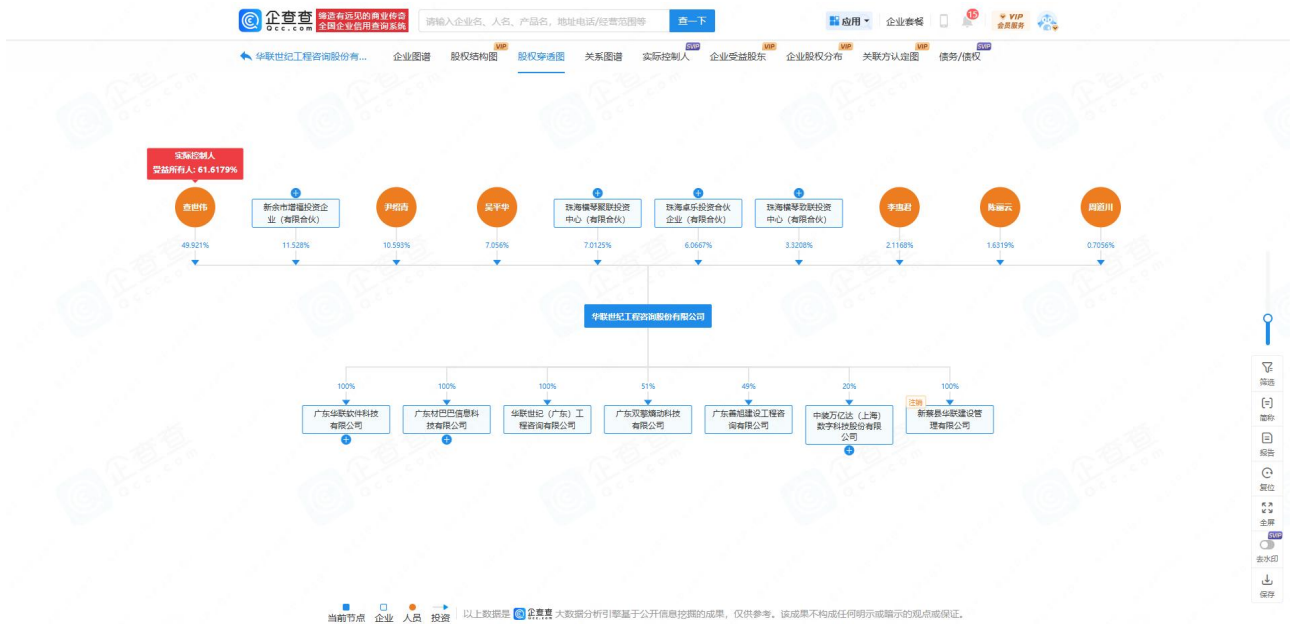 企查查
Qcc.com
缔造有远见的商业传奇
全国企业信用查询系统
请输入企业名、人名、产品名、地址电话/经营范围等
查一下
应用
企业套餐
15
VIP
会员服务
华联世纪工程咨询股份有...
企业图谱
股权结构图
VIP
股权穿透图
关系图谱
实际控制人
SVIP
企业受益股东
VIP
企业股权分布
VIP
关联方认定图
VIP
债务/债权
SVIP
实际控制人
受益所有人: 61.6179%
查世伟
新余市增福投资企
业（有限合伙）
尹绍青
吴平华
珠海横琴聚联投资
中心（有限合伙）
珠海卓乐投资合伙
企业（有限合伙）
珠海横琴致联投资
中心（有限合伙）
李惠君
陈丽云
周道川
49.921%
11.528%
10.593%
7.056%
7.0125%
6.0667%
3.3208%
2.1168%
1.6319%
0.7056%
华联世纪工程咨询股份有限公司
100%
100%
100%
51%
49%
20%
100%
广东华联软件科技
有限公司
广东材巴巴信息科
技有限公司
华联世纪（广东）工
程咨询有限公司
广东双擎熵动科技
有限公司
广东善旭建设工程咨
询有限公司
中装万亿达（上海）
数字科技股份有限
公司
注销
新蔡县华联建设管
理有限公司
筛选
简称
报告
复位
全屏
SVIP
去水印
保存
当前节点
企业
人员
投资
以上数据是 企查查 大数据分析引擎基于公开信息挖掘的成果，仅供参考。该成果不构成任何明示或暗示的观点或保证。